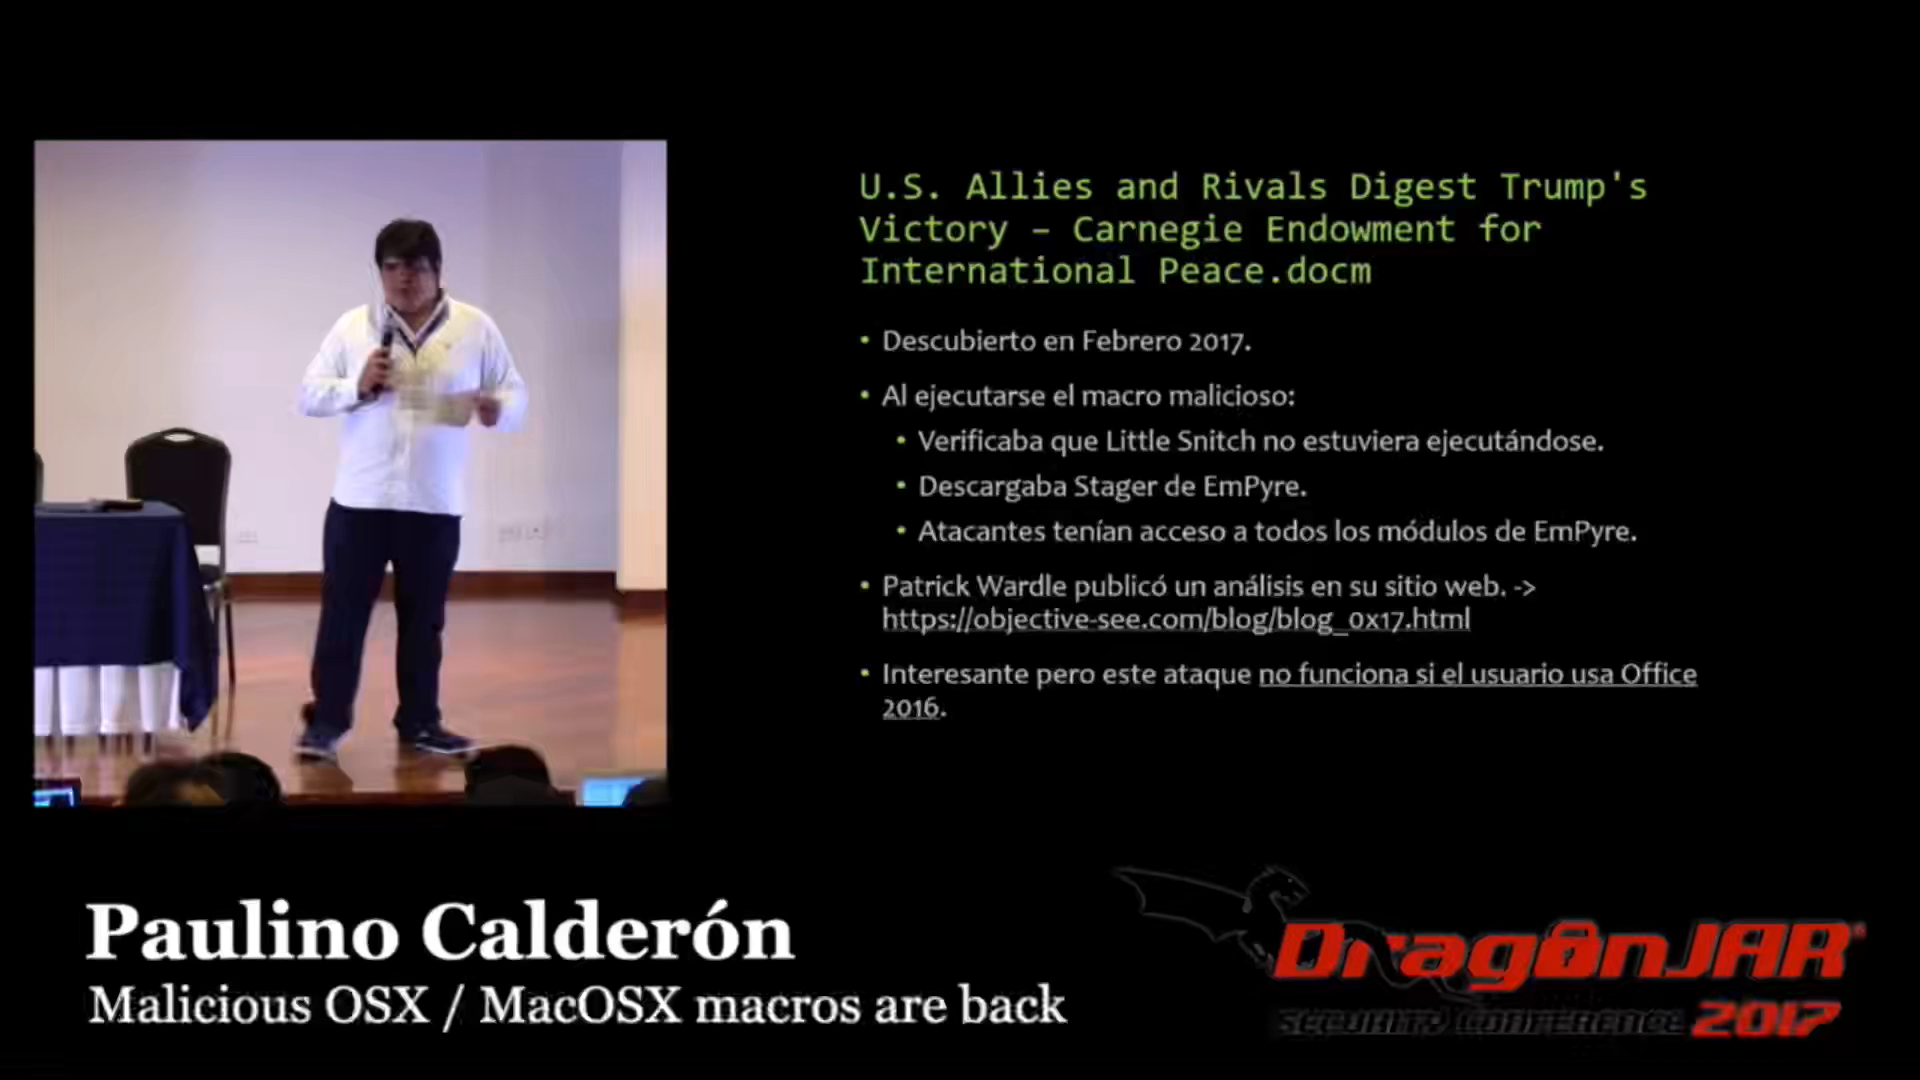 U.S. Allies and Rivals Digest Trump's
Victory – Carnegie Endowment for
International Peace.docm
• Descubierto en Febrero 2017.
• Al ejecutarse el macro malicioso:
• Verificaba que Little Snitch no estuviera ejecutándose.
• Descargaba Stager de EmPyre.
• Atacantes tenían acceso a todos los módulos de EmPyre.
• Patrick Wardle publicó un análisis en su sitio web. ->
https://objective-see.com/blog/blog_0x17.html
• Interesante pero este ataque no funciona si el usuario usa Office
2016.
Paulino Calderón
Malicious OSX / MacOSX macros are back
DragonJAR
SECURITY CONFERENCE 2017